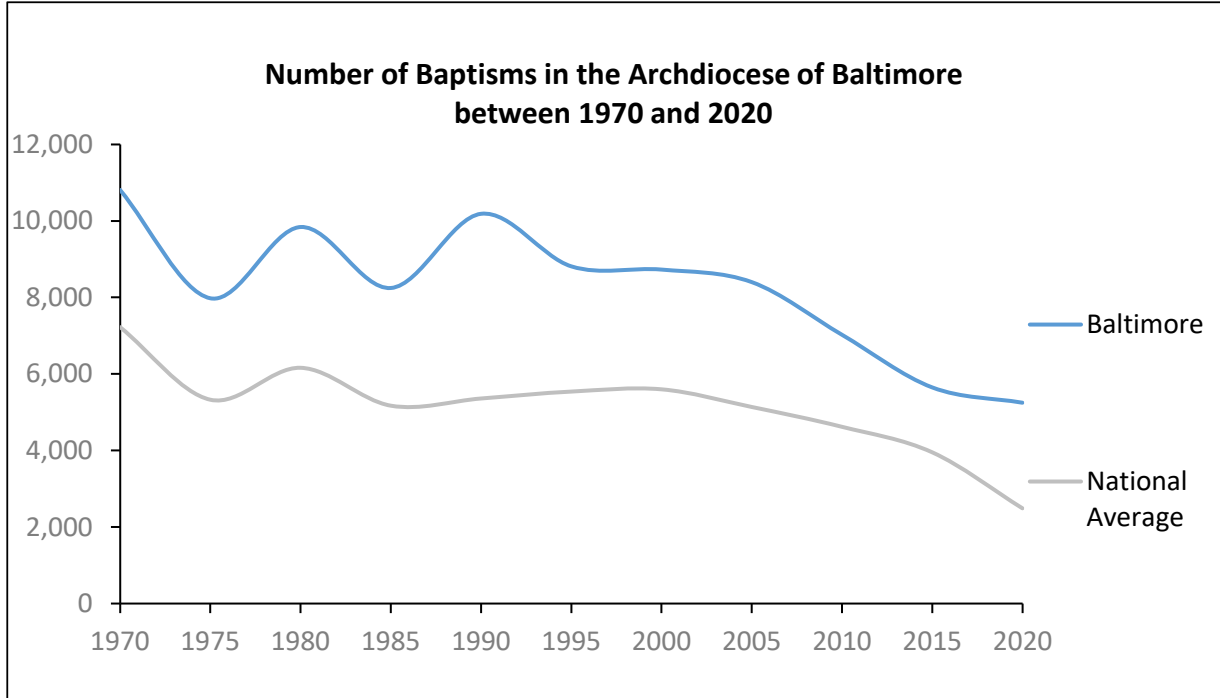 Number of Baptisms in the Archdiocese of Baltimore
between 1970 and 2020
12,000
10,000
8,000
6,000
4,000
2,000
0
1970 1975 1980 1985 1990 1995 2000 2005 2010 2015 2020
Baltimore
National
Average